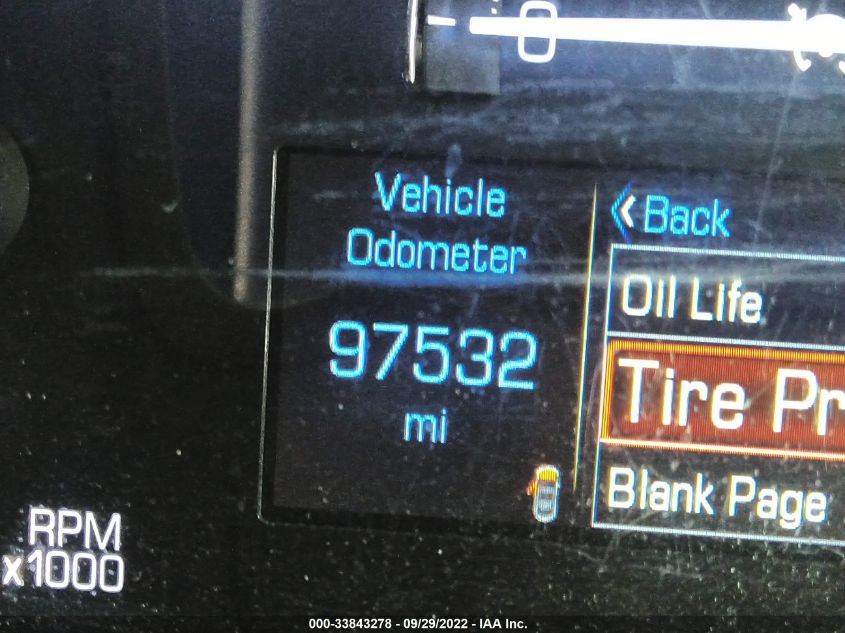 Vehicle
Odometer
97532
mi
Back
Oil Life
Tire Pr
Blank Page
RPM
x1000
000-33843278 - 09/29/2022 - IAA Inc.